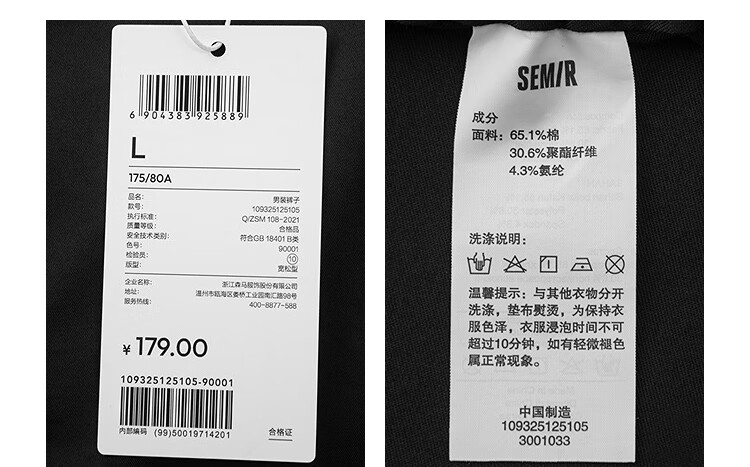 6 904383 925889
L
175/80A
品名: 男装裤子
款号: 109325125105
执行标准: Q/ZSM 108-2021
质量等级: 合格品
安全技术类别: 符合GB 18401 B类
色号: 90001
检验员: 10
版型: 宽松型
企业名称: 浙江森马服饰股份有限公司
地址: 温州市瓯海区娄桥工业园南汇路98号
服务热线: 400-8877-588
¥ 179.00
109325125105-90001
内部编码 (99)50019714201
合格证
SEMIR
成分
面料: 65.1%棉
30.6%聚酯纤维
4.3%氨纶
洗涤说明:
温馨提示: 与其他衣物分开
洗涤, 垫布熨烫, 为保持衣
服色泽, 衣服浸泡时间不可
超过10分钟, 如有轻微褪色
属正常现象。
中国制造
109325125105
3001033